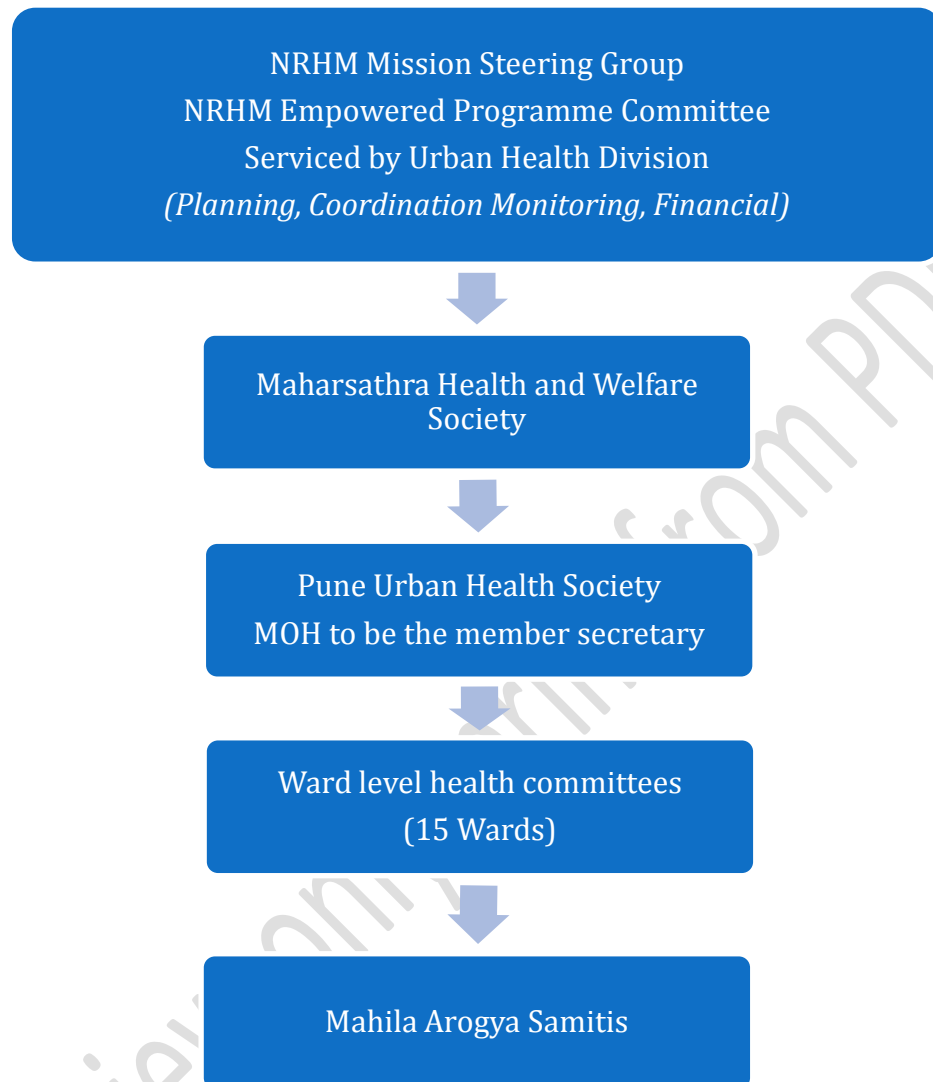 NRHM Mission Steering Group
NRHM Empowered Programme Committee
Serviced by Urban Health Division
(Planning, Coordination Monitoring, Financial)
Maharsathra Health and Welfare
Society
Pune Urban Health Society
MOH to be the member secretary
Ward level health committees
(15 Wards)
Mahila Arogya Samitis